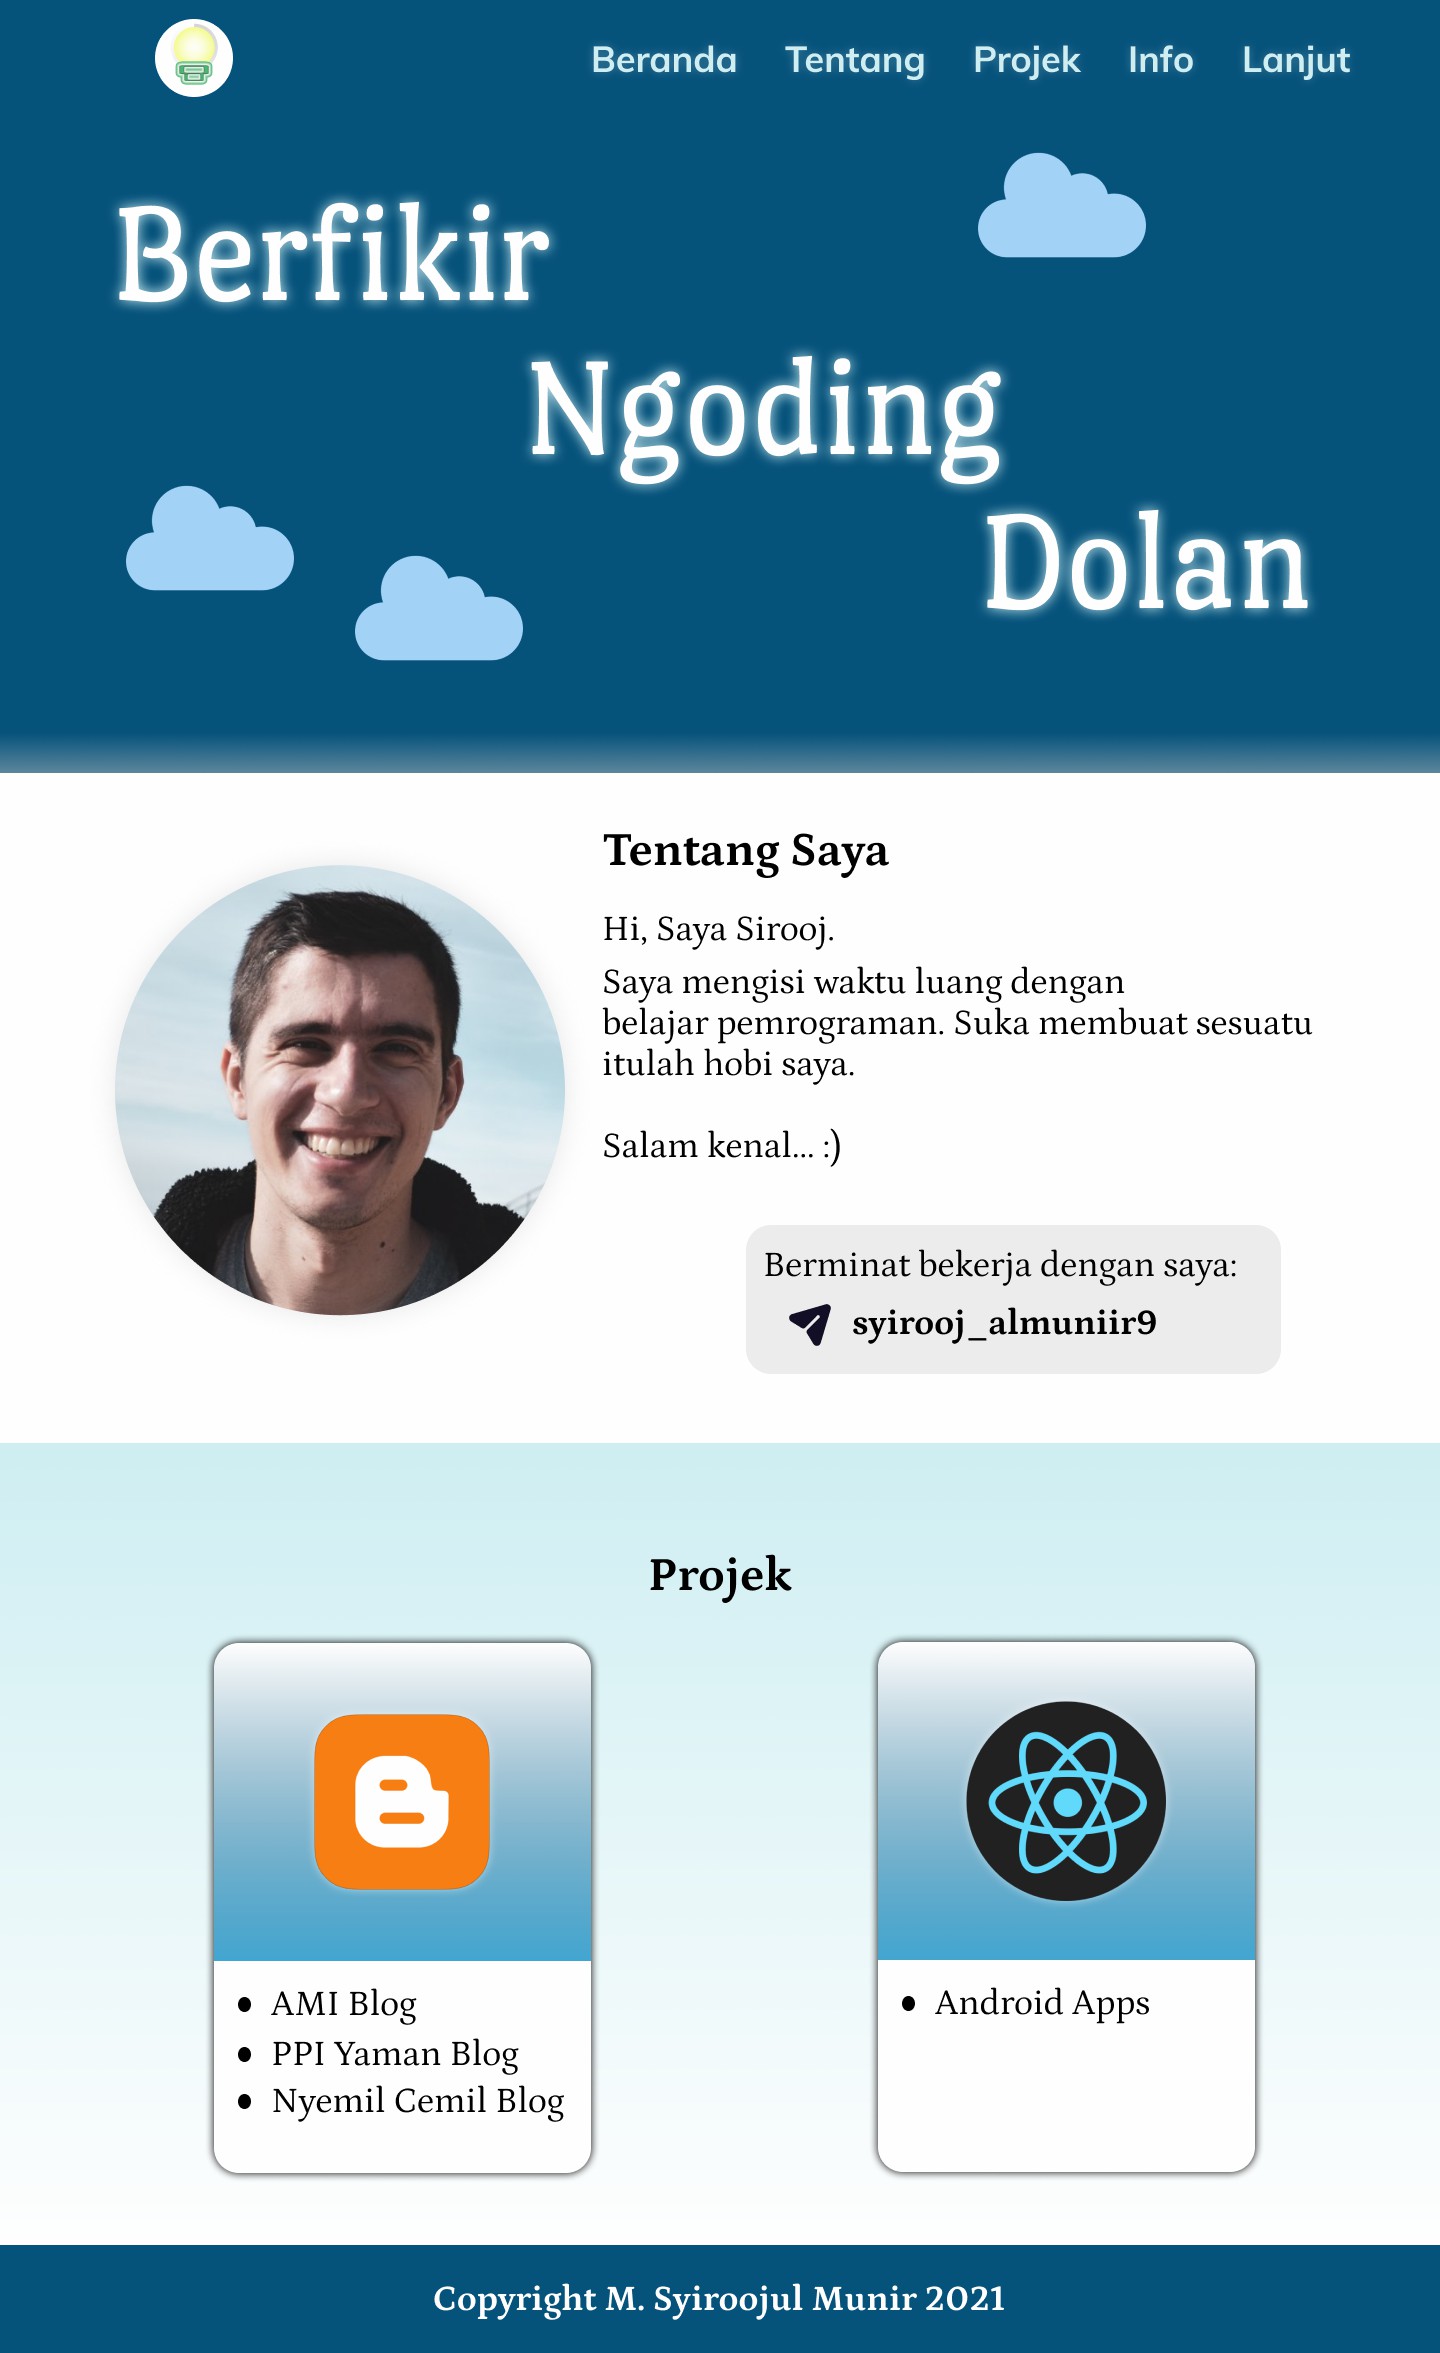 Beranda Tentang Projek Info Lanjut
Berfikir
Ngoding
Dolan
Tentang Saya
Hi, Saya Sirooj.
Saya mengisi waktu luang dengan
belajar pemrograman. Suka membuat sesuatu
itulah hobi saya.
Salam kenal... :)
Berminat bekerja dengan saya:
syirooj_almuniir9
Projek
• AMI Blog
• PPI Yaman Blog
• Nyemil Cemil Blog
• Android Apps
Copyright M. Syiroojul Munir 2021